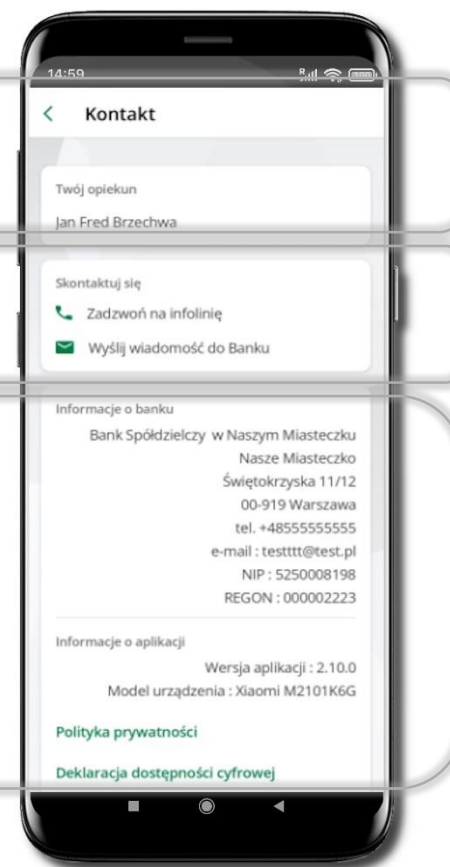 14:59
Kontakt
Twój opiekun
Jan Fred Brzechwa
Skontaktuj się
Zadzwoń na infolinię
Wyślij wiadomość do Banku
Informacje o banku
Bank Spółdzielczy w Naszym Miasteczku
Nasze Miasteczko
Świętokrzyska 11/12
00-919 Warszawa
tel. +48555555555
e-mail : testttt@test.pl
NIP : 5250008198
REGON : 000002223
Informacje o aplikacji
Wersja aplikacji : 2.10.0
Model urządzenia : Xiaomi M2101K6G
Polityka prywatności
Deklaracja dostępności cyfrowej